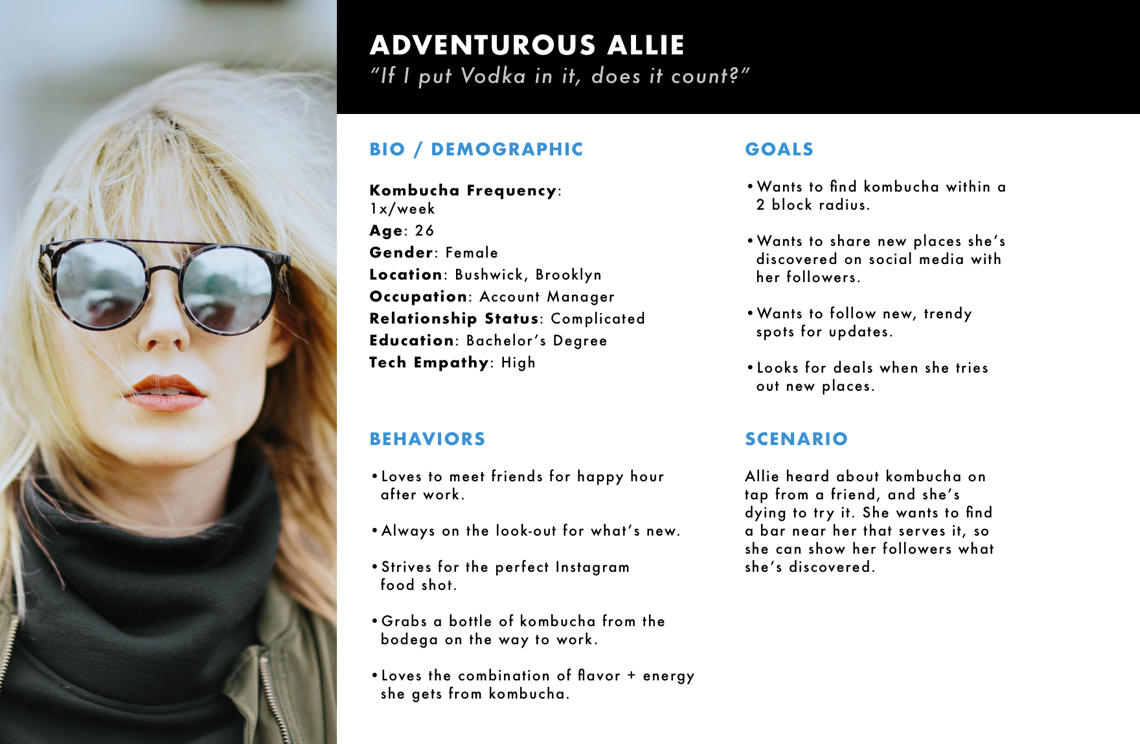 ADVENTUROUS ALLIE
“If I put Vodka in it, does it count?”
BIO / DEMOGRAPHIC
Kombucha Frequency:
1x/week
Age: 26
Gender: Female
Location: Bushwick, Brooklyn
Occupation: Account Manager
Relationship Status: Complicated
Education: Bachelor’s Degree
Tech Empathy: High
GOALS
•Wants to find kombucha within a
2 block radius.
•Wants to share new places she’s
discovered on social media with
her followers.
•Wants to follow new, trendy
spots for updates.
•Looks for deals when she tries
out new places.
BEHAVIORS
•Loves to meet friends for happy hour
after work.
•Always on the look-out for what’s new.
•Strives for the perfect Instagram
food shot.
•Grabs a bottle of kombucha from the
bodega on the way to work.
•Loves the combination of flavor + energy
she gets from kombucha.
SCENARIO
Allie heard about kombucha on
tap from a friend, and she’s
dying to try it. She wants to find
a bar near her that serves it, so
she can show her followers what
she’s discovered.